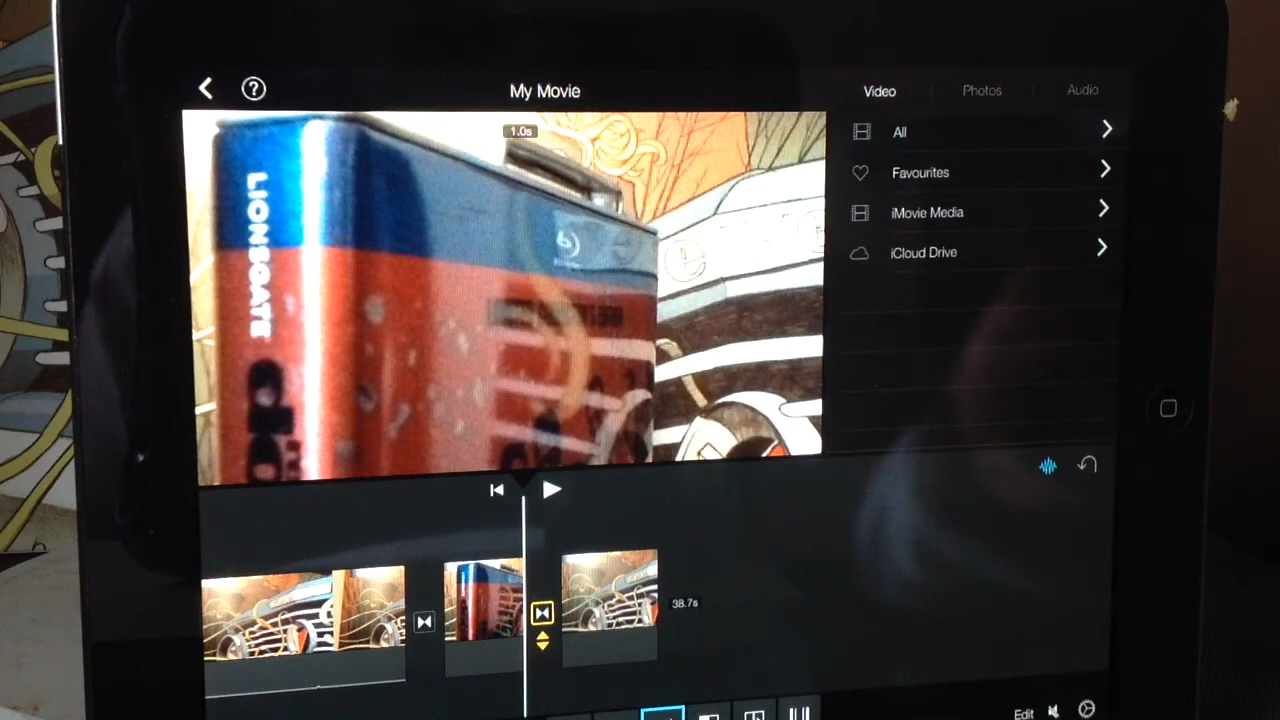 My Movie
Video
Photos
Audio
1.0s
All
Favourites
iMovie Media
iCloud Drive
LIONSGATE
38.7s
Edit